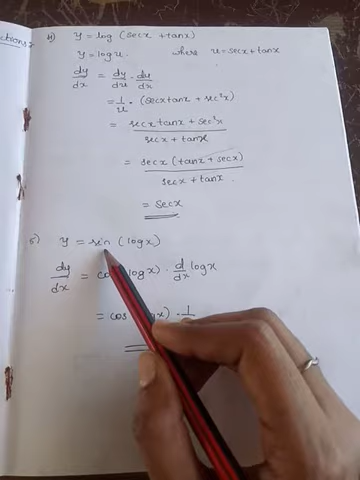 ctions
4) y = log (secx + tanx)
y = log u. where u = secx + tanx
dy/dx = dy/du . du/dx
= 1/u . (secx tanx + sec²x)
= secx tanx + sec²x / secx + tanx
= secx (tanx + secx) / secx + tanx
= secx
5) y = sin (logx)
dy/dx = logx) . d/dx logx
= cos x) . 1